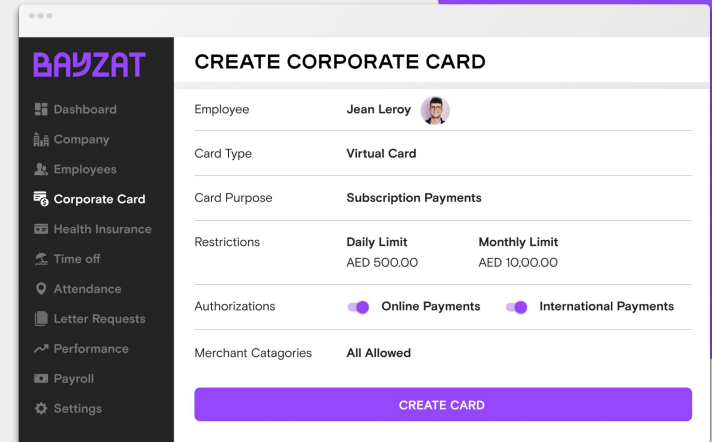 BAYZAT
Dashboard
Company
Employees
Corporate Card
Health Insurance
Time off
Attendance
Letter Requests
Performance
Payroll
Settings
CREATE CORPORATE CARD
Employee Jean Leroy
Card Type Virtual Card
Card Purpose Subscription Payments
Restrictions Daily Limit Monthly Limit
AED 500.00 AED 10,00.00
Authorizations Online Payments International Payments
Merchant Catagories All Allowed
CREATE CARD